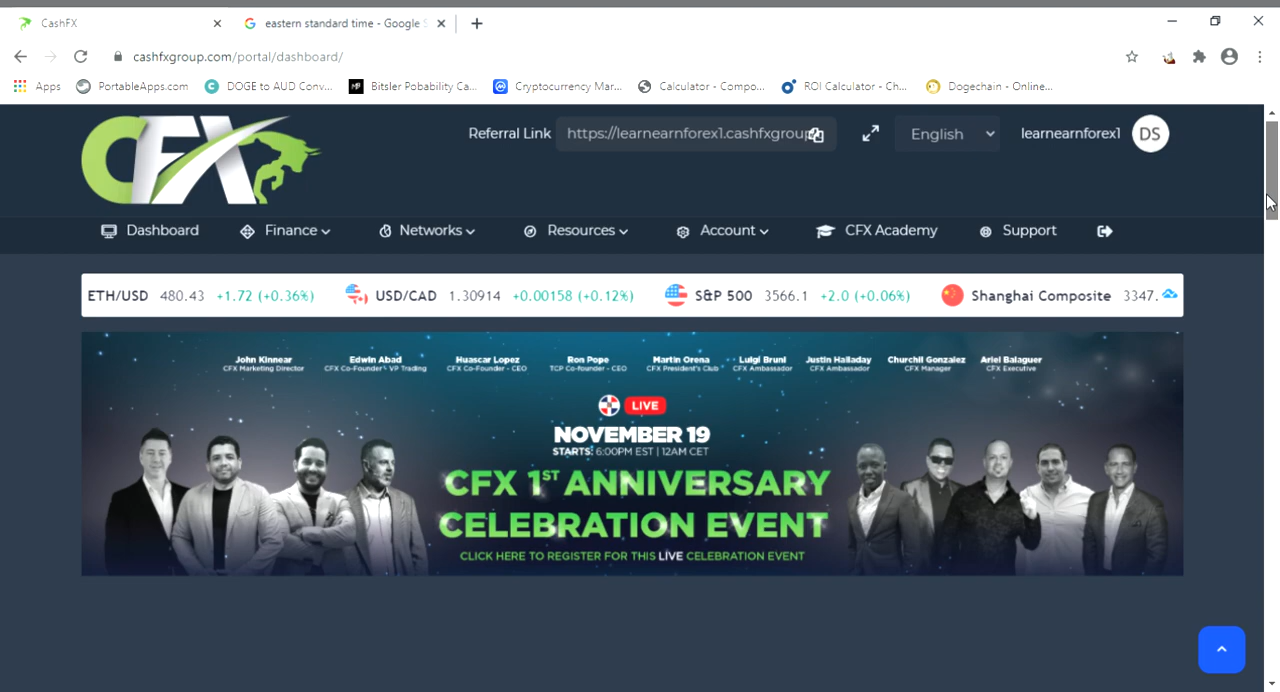 CashFX
eastern standard time - Google S
cashfxgroup.com/portal/dashboard/
Apps PortableApps.com DOGE to AUD Conv... Bitsler Pobability Ca... Cryptocurrency Mar... Calculator - Compo... ROI Calculator - Ch... Dogechain - Online...
CFX
Referral Link https://learnearnforex1.cashfxgroup English learnearnforex1 DS
Dashboard Finance Networks Resources Account CFX Academy Support
ETH/USD 480.43 +1.72 (+0.36%) USD/CAD 1.30914 +0.00158 (+0.12%) S&P 500 3566.1 +2.0 (+0.06%) Shanghai Composite 3347.
John Kinnear Edwin Abad Huascar Lopez Ron Pope Martin Orena Luigi Bruni Justin Halladay Churchil Gonzalez Ariel Balaguer
CFX Marketing Director CFX Co-Founder - VP Trading CFX Co-Founder - CEO TCP Co-founder - CEO CFX President's Club CFX Ambassador CFX Ambassador CFX Manager CFX Executive
LIVE
NOVEMBER 19
STARTS: 6:00PM EST | 12AM CET
CFX 1ST ANNIVERSARY
CELEBRATION EVENT
CLICK HERE TO REGISTER FOR THIS LIVE CELEBRATION EVENT